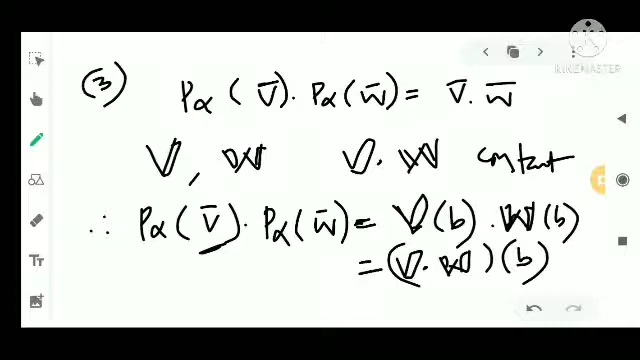 KINEMASTER
(3) Pα(v̄)·Pα(w̄) = v̄·w̄
𝕍, 𝕎 𝕍·𝕎 constant
∴ Pα(v̄)·Pα(w̄) = 𝕍(b)·𝕎(b)
= (𝕍·𝕎)(b)